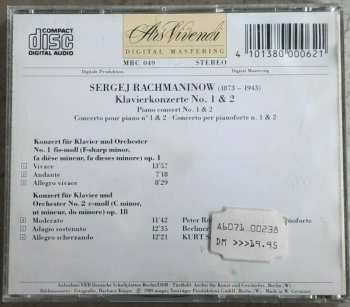 COMPACT
disc
DIGITAL AUDIO
Ars Vivendi
DIGITAL MASTERING
MRC 049 STEREO
4 101380 000621
Digitale Produktion Digital Mastering
SERGEJ RACHMANINOW (1873 – 1943)
Klavierkonzerte No. 1 & 2
Piano concert No. 1 & 2
Concerto pour piano n° 1 & 2 · Concerto per pianoforte n. 1 & 2
Konzert für Klavier und Orchester
No. 1 fis-moll (F-sharp minor,
fa dièse mineur, fa diesis minore) op. 1
Vivace 13'52
Andante 7'18
Allegro vivace 8'29
Konzert für Klavier und
Orchester No. 2 c-moll (C minor,
ut mineur, do minore) op. 18
Moderato 11'42 Peter
Adagio sostenuto 12'35 Berliner
Allegro scherzando 12'21 KURT S
A6071 00238
DM >>>19.95